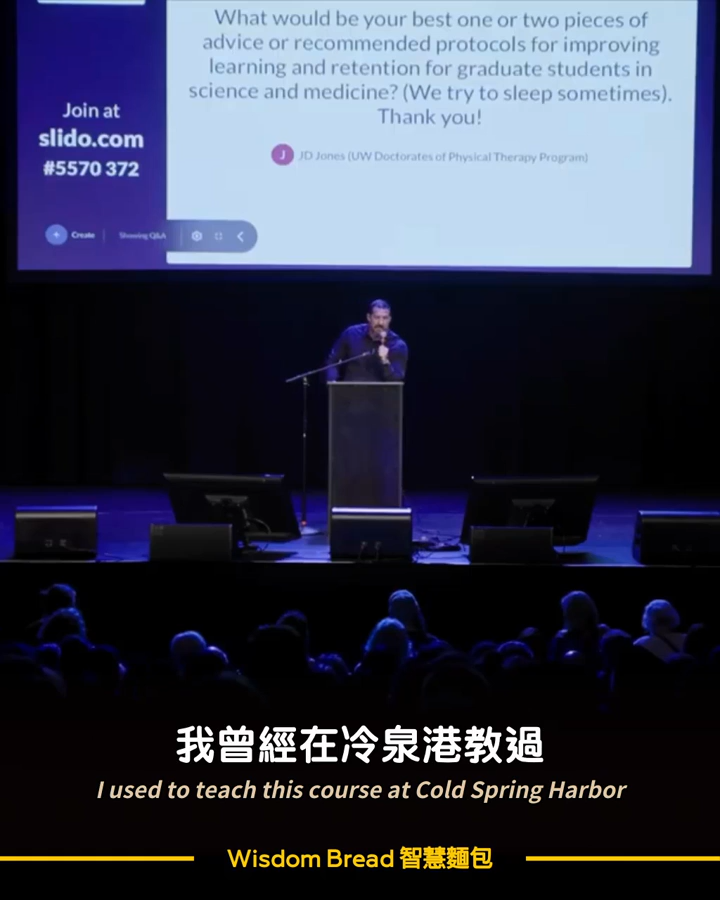 What would be your best one or two pieces of
advice or recommended protocols for improving
learning and retention for graduate students in
science and medicine? (We try to sleep sometimes).
Thank you!
J JD Jones (UW Doctorates of Physical Therapy Program)
Join at
slido.com
#5570 372
Create
Showing Q&A
我曾經在冷泉港教過
I used to teach this course at Cold Spring Harbor
Wisdom Bread 智慧麵包